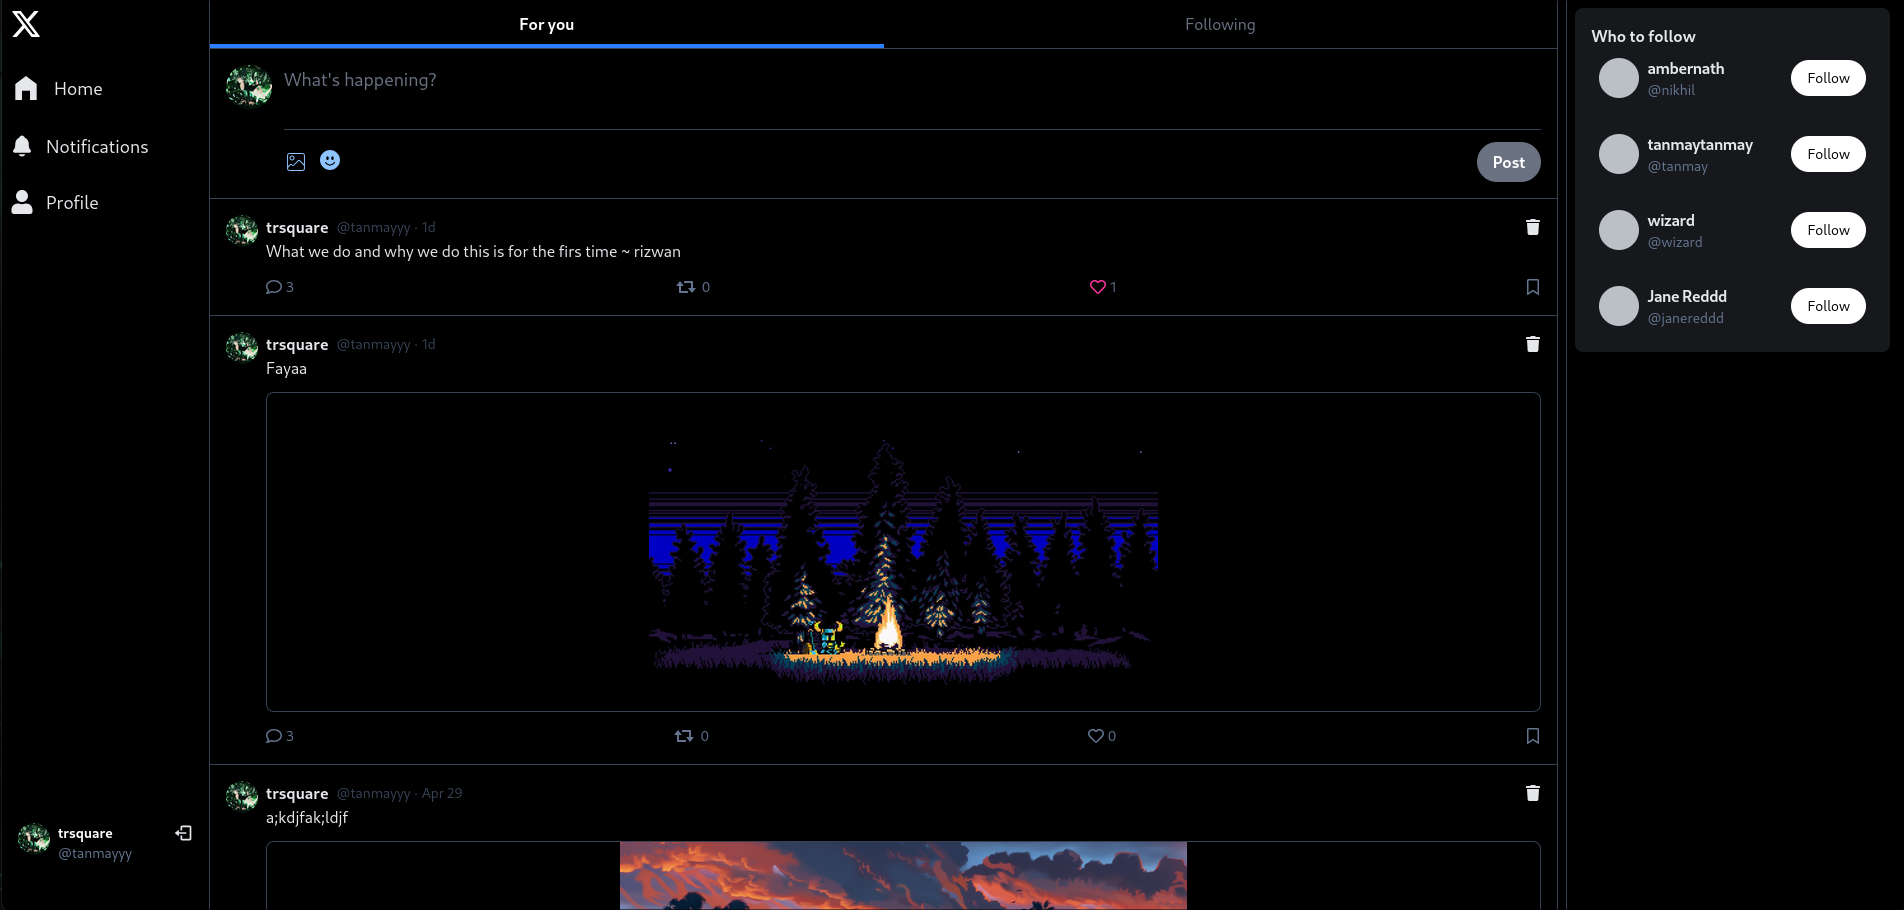 Home
Notifications
Profile
trsquare
@tanmayyy
For you
Following
What's happening?
Post
trsquare @tanmayyy · 1d
What we do and why we do this is for the firs time ~ rizwan
3
0
1
trsquare @tanmayyy · 1d
Fayaa
3
0
0
trsquare @tanmayyy · Apr 29
a;kdjfak;ldjf
Who to follow
ambernath
@nikhil
Follow
tanmaytanmay
@tanmay
Follow
wizard
@wizard
Follow
Jane Reddd
@janereddd
Follow